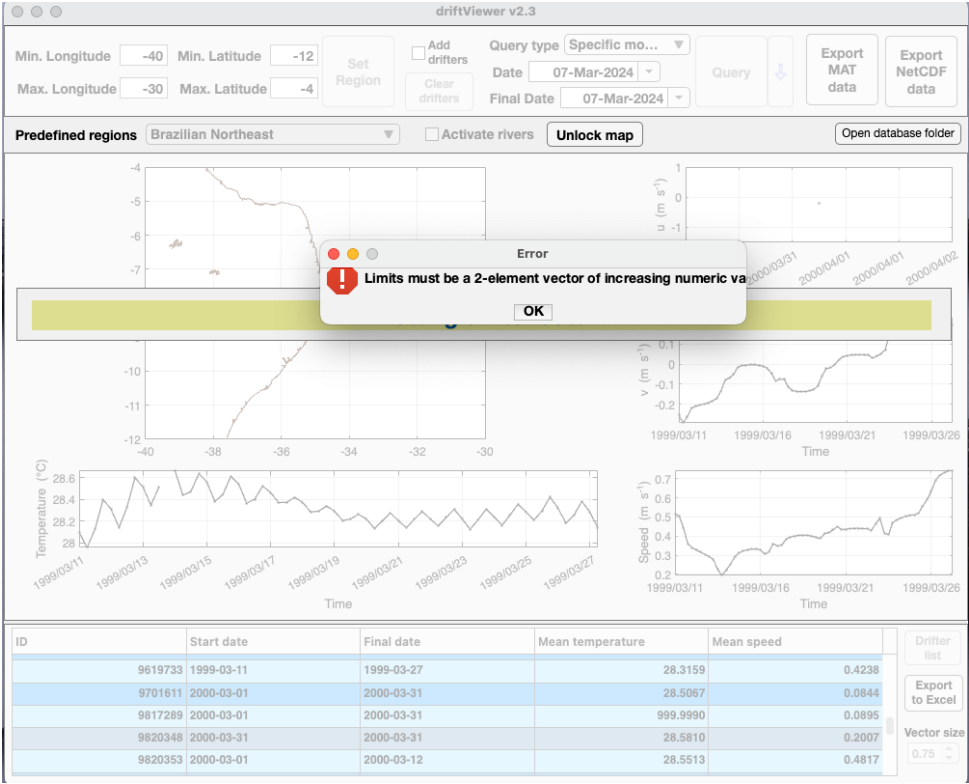 driftViewer v2.3
Min. Longitude -40 Min. Latitude -12
Max. Longitude -30 Max. Latitude -4
Set Region
Add drifters
Clear drifters
Query type Specific mo...
Date 07-Mar-2024
Final Date 07-Mar-2024
Query
Export MAT data
Export NetCDF data
Predefined regions Brazilian Northeast Activate rivers Unlock map Open database folder
-4
-5
-6
-7
-10
-11
-12
-40 -38 -36 -34 -32 -30
1
0
-1
u (m s⁻¹)
2000/03/31 2000/04/01 2000/04/01 2000/04/02
Error
Limits must be a 2-element vector of increasing numeric va
OK
0.1
0
-0.1
-0.2
v (m s⁻¹)
1999/03/11 1999/03/16 1999/03/21 1999/03/26
Time
28.6
28.4
28.2
28
Temperature (°C)
1999/03/11 1999/03/13 1999/03/15 1999/03/17 1999/03/19 1999/03/21 1999/03/23 1999/03/25 1999/03/27
Time
0.7
0.6
0.5
0.4
0.3
0.2
Speed (m s⁻¹)
1999/03/11 1999/03/16 1999/03/21 1999/03/26
Time
ID Start date Final date Mean temperature Mean speed
9619733 1999-03-11 1999-03-27 28.3159 0.4238
9701611 2000-03-01 2000-03-31 28.5067 0.0844
9817289 2000-03-01 2000-03-31 999.9990 0.0895
9820348 2000-03-01 2000-03-31 28.5810 0.2007
9820353 2000-03-01 2000-03-12 28.5513 0.4817
Drifter list
Export to Excel
Vector size
0.75